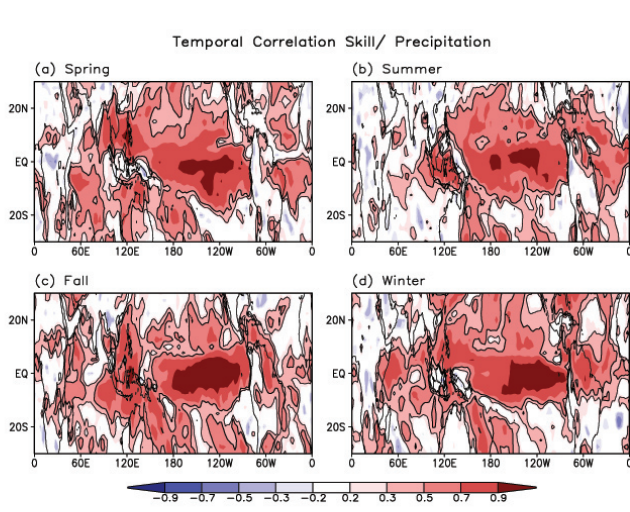 Temporal Correlation Skill/ Precipitation
(a) Spring
(b) Summer
20N
EQ
20S
0 60E 120E 180 120W 60W 0
20N
EQ
20S
0 60E 120E 180 120W 60W 0
(c) Fall
(d) Winter
20N
EQ
20S
0 60E 120E 180 120W 60W 0
20N
EQ
20S
0 60E 120E 180 120W 60W 0
-0.9 -0.7 -0.5 -0.3 -0.2 0.2 0.3 0.5 0.7 0.9